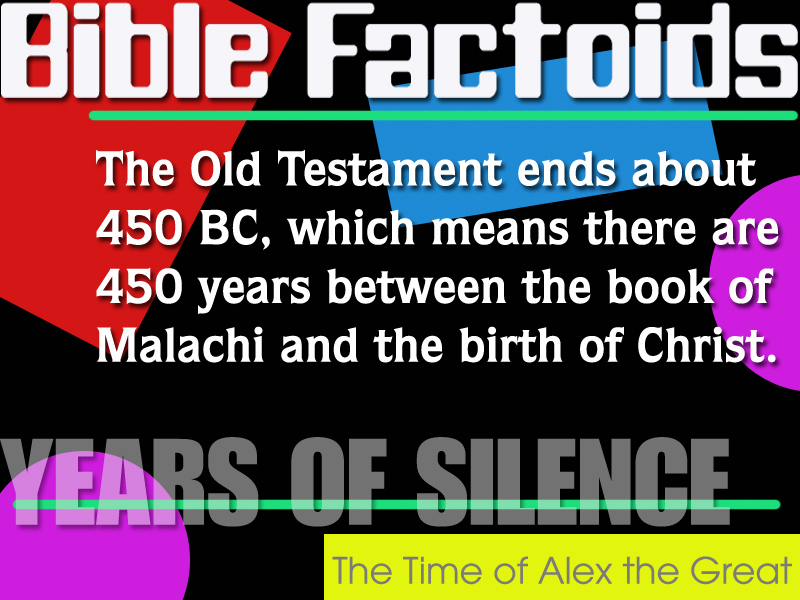 Bible Factoids
The Old Testament ends about
450 BC, which means there are
450 years between the book of
Malachi and the birth of Christ.
YEARS OF SILENCE
The Time of Alex the Great